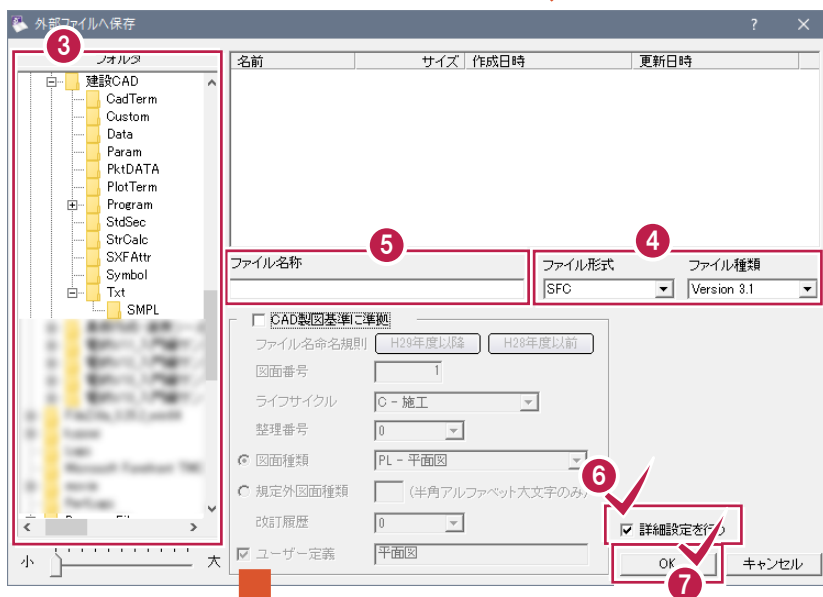 外部ファイルへ保存 ? ×
3
フォルダ
建設CAD
CadTerm
Custom
Data
Param
PktDATA
PlotTerm
Program
StdSec
StrCalc
SXFAttr
Symbol
Txt
SMPL
小 大
名前 サイズ 作成日時 更新日時
5
ファイル名称
4
ファイル形式 ファイル種類
SFC Version 3.1
CAD製図基準に準拠
ファイル名命名規則 H29年度以降 H28年度以前
図面番号 1
ライフサイクル C - 施工
整理番号 0
図面種類 PL - 平面図
規定外図面種類 (半角アルファベット大文字のみ)
改訂履歴 0
ユーザー定義 平面図
6
詳細設定を行う
OK キャンセル
7